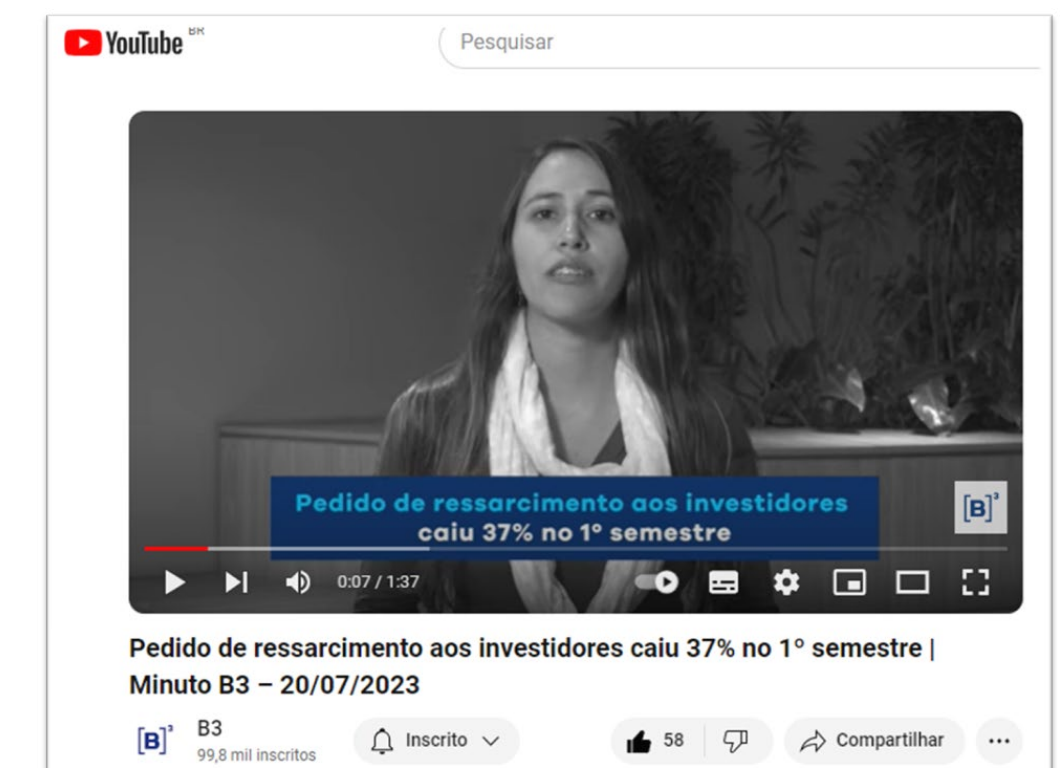 YouTube BR
Pesquisar
Pedido de ressarcimento aos investidores
caiu 37% no 1º semestre
[B]³
0:07 / 1:37
Pedido de ressarcimento aos investidores caiu 37% no 1º semestre |
Minuto B3 – 20/07/2023
[B]³
B3
99,8 mil inscritos
Inscrito
58
Compartilhar